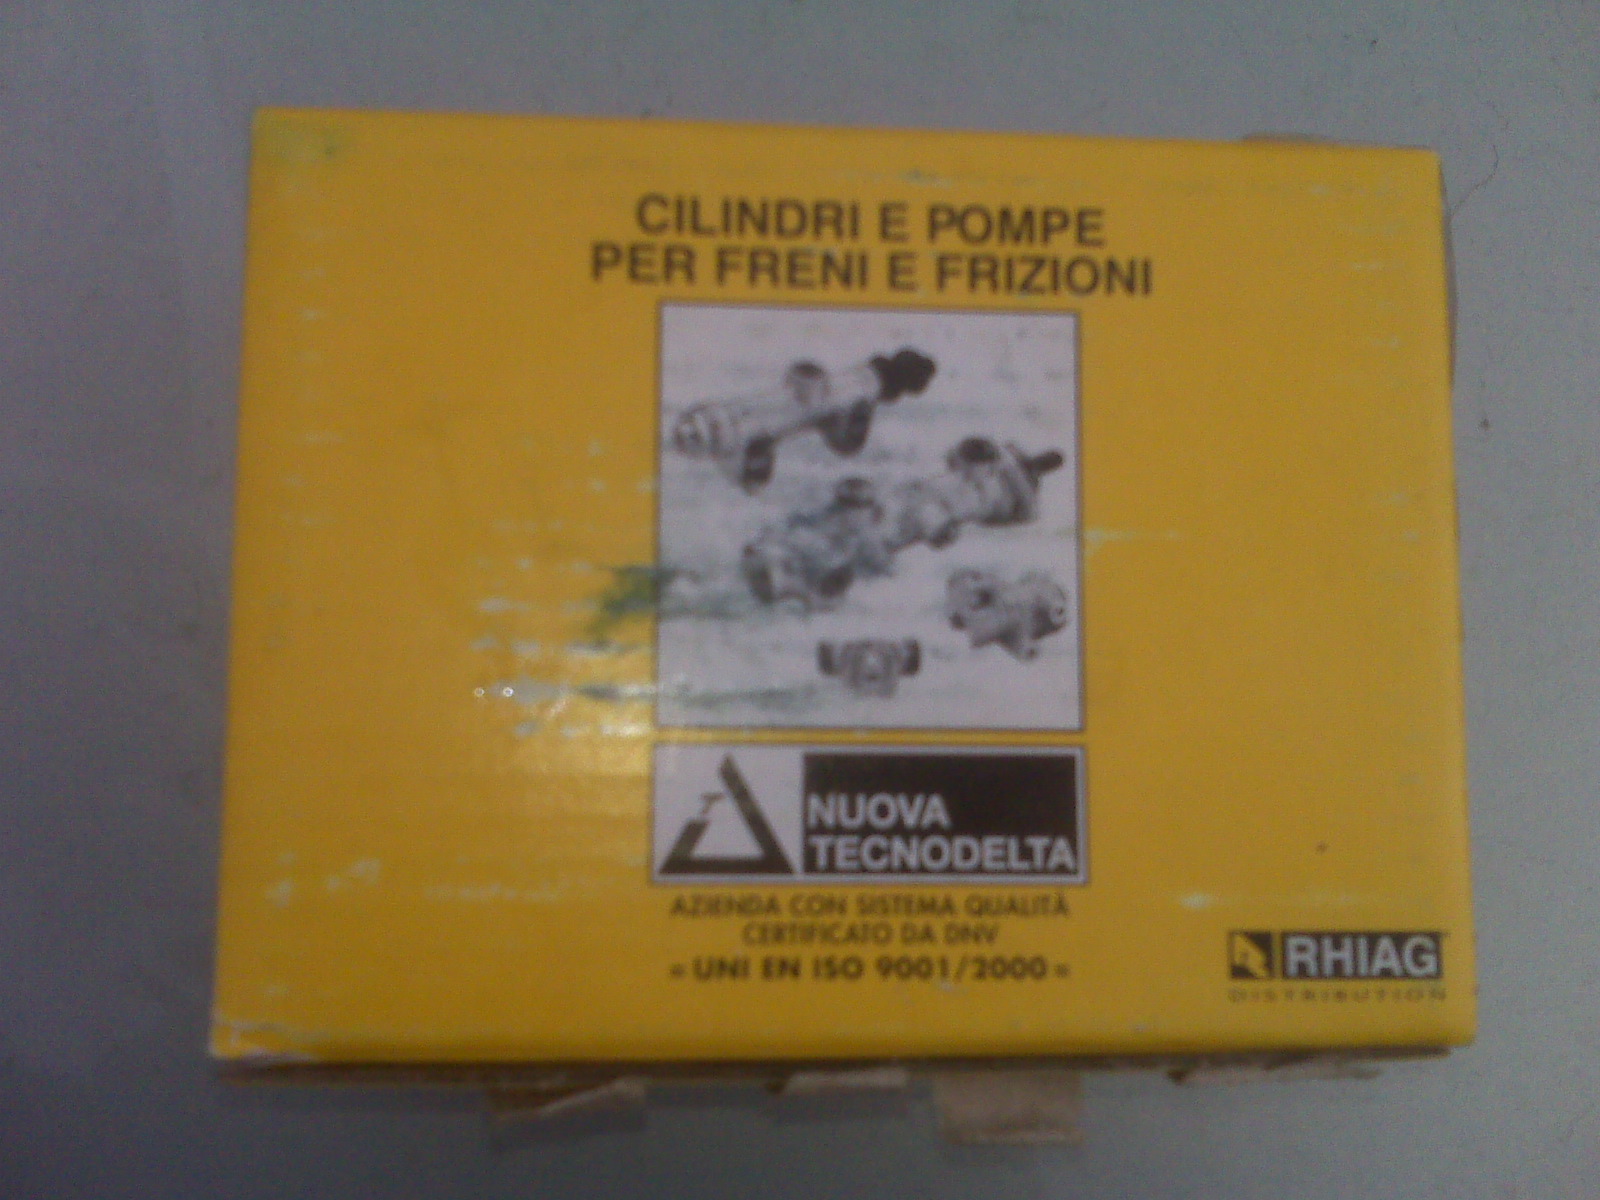 CILINDRI E POMPE
PER FRENI E FRIZIONI
NUOVA
TECNODELTA
AZIENDA CON SISTEMA QUALITÀ
CERTIFICATO DA DNV
= UNI EN ISO 9001/2000 =
RHIAG
DISTRIBUTION